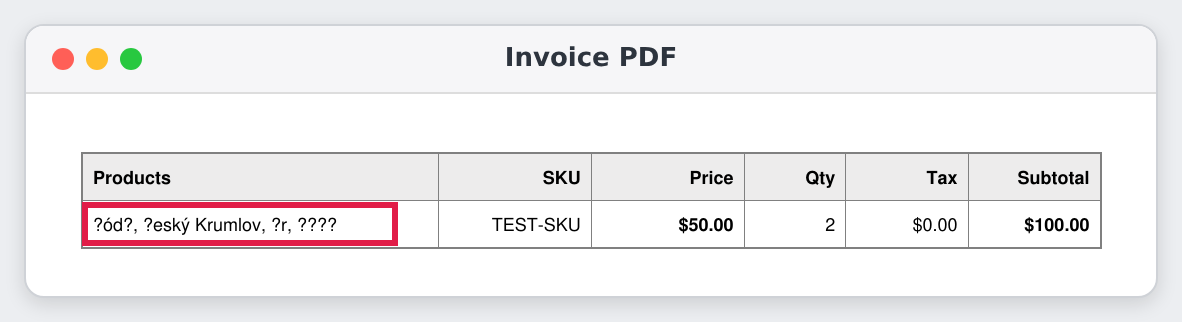 Invoice PDF
Products SKU Price Qty Tax Subtotal
?ód?, ?eský Krumlov, ?r, ???? TEST-SKU $50.00 2 $0.00 $100.00